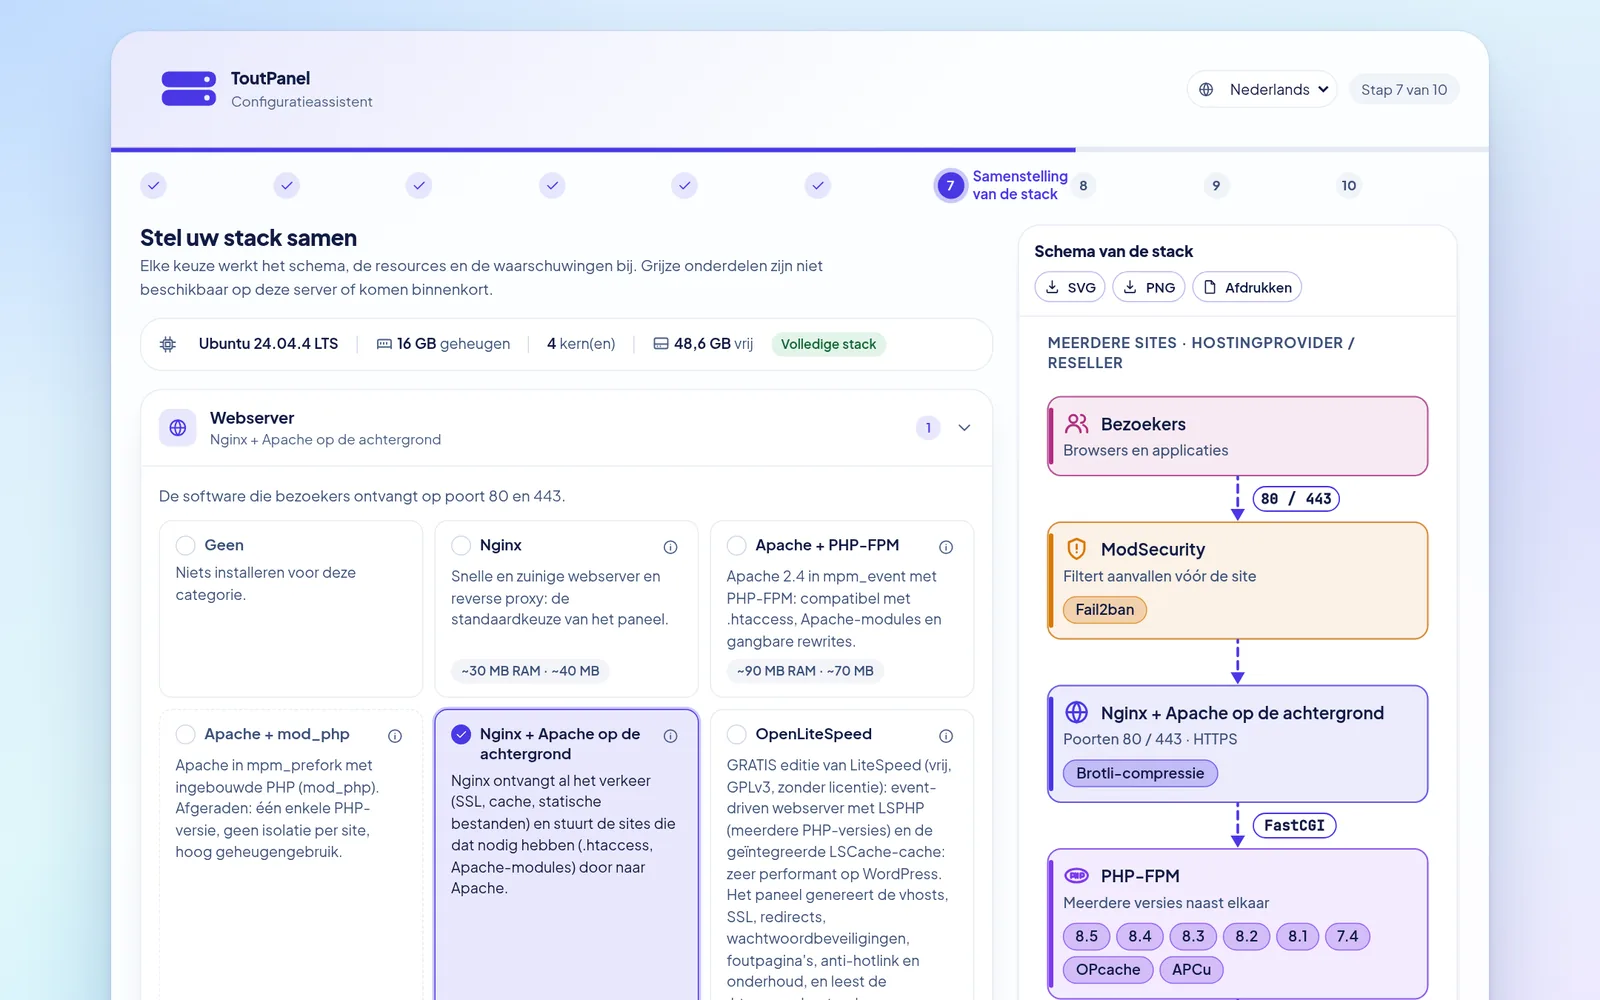 ToutPanel
Configuratieassistent
Nederlands
Stap 7 van 10
7
Samenstelling
van de stack
8
9
10
Stel uw stack samen
Elke keuze werkt het schema, de resources en de waarschuwingen bij. Grijze onderdelen zijn niet
beschikbaar op deze server of komen binnenkort.
Ubuntu 24.04.4 LTS
16 GB geheugen
4 kern(en)
48,6 GB vrij
Volledige stack
Webserver
Nginx + Apache op de achtergrond
1
De software die bezoekers ontvangt op poort 80 en 443.
Geen
Niets installeren voor deze
categorie.
Nginx
Snelle en zuinige webserver en
reverse proxy: de
standaardkeuze van het paneel.
~30 MB RAM · ~40 MB
Apache + PHP-FPM
Apache 2.4 in mpm_event met
PHP-FPM: compatibel met
.htaccess, Apache-modules en
gangbare rewrites.
~90 MB RAM · ~70 MB
Apache + mod_php
Apache in mpm_prefork met
ingebouwde PHP (mod_php).
Afgeraden: één enkele PHP-
versie, geen isolatie per site,
hoog geheugengebruik.
Nginx + Apache op de
achtergrond
Nginx ontvangt al het verkeer
(SSL, cache, statische
bestanden) en stuurt de sites die
dat nodig hebben (.htaccess,
Apache-modules) door naar
Apache.
OpenLiteSpeed
GRATIS editie van LiteSpeed (vrij,
GPLv3, zonder licentie): event-
driven webserver met LSPHP
(meerdere PHP-versies) en de
geïntegreerde LSCache-cache:
zeer performant op WordPress.
Het paneel genereert de vhosts,
SSL, redirects,
wachtwoordbeveiligingen,
foutpagina's, anti-hotlink en
onderhoud, en leest de
Schema van de stack
SVG
PNG
Afdrukken
MEERDERE SITES · HOSTINGPROVIDER /
RESELLER
Bezoekers
Browsers en applicaties
80 / 443
ModSecurity
Filtert aanvallen vóór de site
Fail2ban
Nginx + Apache op de achtergrond
Poorten 80 / 443 · HTTPS
Brotli-compressie
FastCGI
PHP-FPM
Meerdere versies naast elkaar
8.5
8.4
8.3
8.2
8.1
7.4
OPcache
APCu